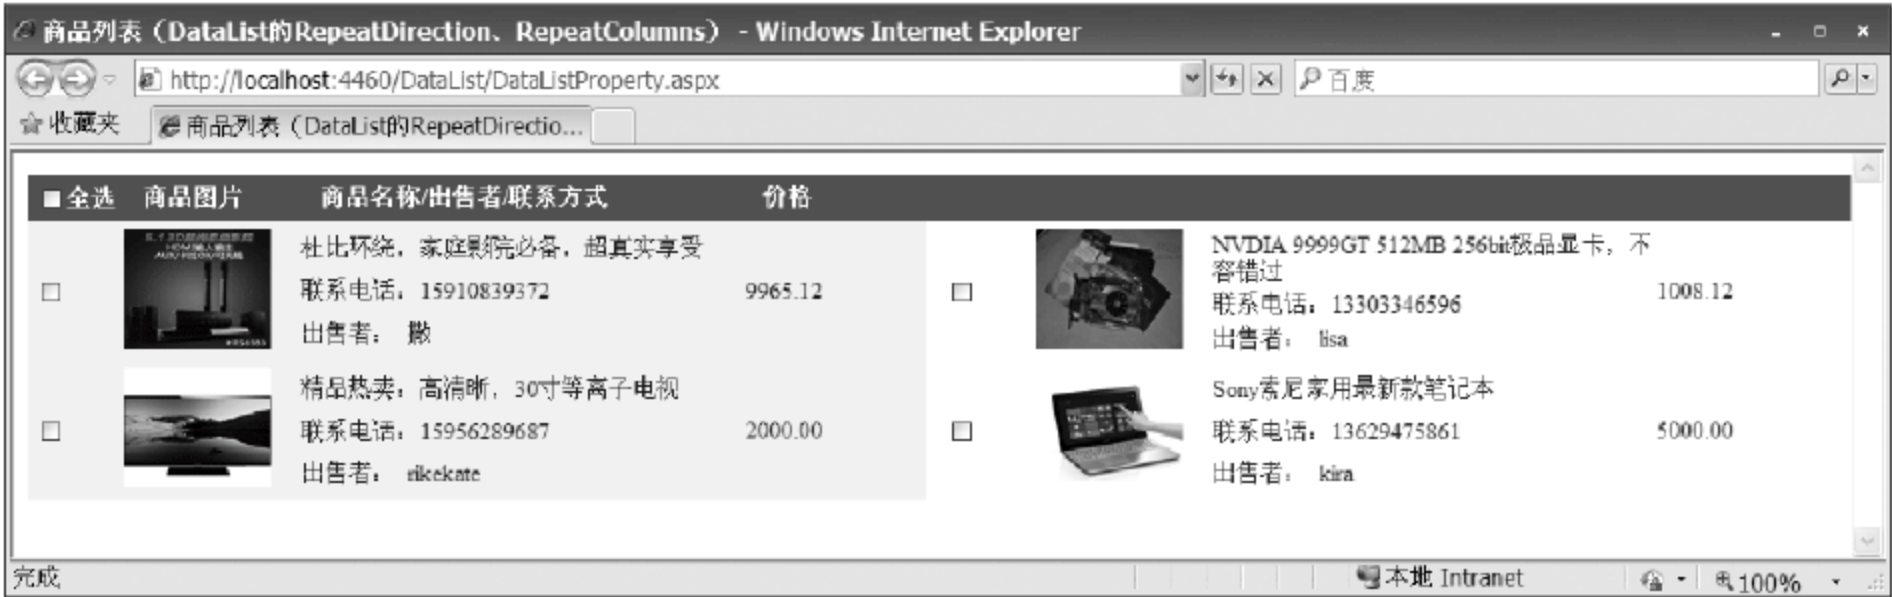 商品列表（DataList的RepeatDirection、RepeatColumns） - Windows Internet Explorer
http://localhost:4460/DataList/DataListProperty.aspx
百度
收藏夹
商品列表（DataList的RepeatDirectio...
全选 商品图片 商品名称/出售者/联系方式 价格
杜比环绕，家庭影院必备，超真实享受
联系电话：15910839372
出售者： 撒
9965.12
NVDIA 9999GT 512MB 256bit极品显卡，不
容错过
联系电话：13303346596
出售者： lisa
1008.12
精品热卖：高清晰，30寸等离子电视
联系电话：15956289687
出售者： rikekate
2000.00
Sony索尼家用最新款笔记本
联系电话：13629475861
出售者： kira
5000.00
完成
本地 Intranet
100%